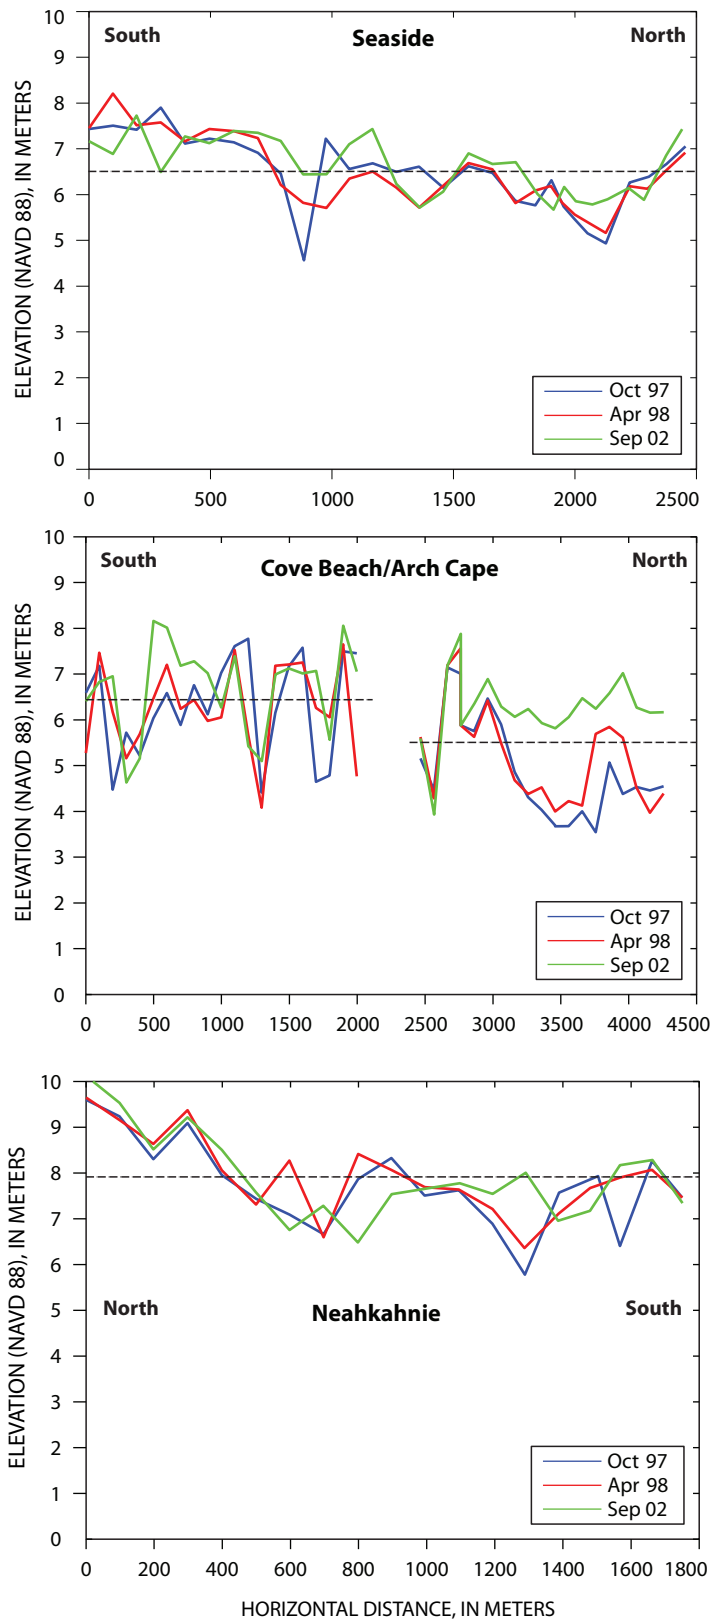 10
South
Seaside
North
9
8
7
6
5
4
3
2
1
0
ELEVATION (NAVD 88), IN METERS
Oct 97
Apr 98
Sep 02
0 500 1000 1500 2000 2500
10
South
Cove Beach/Arch Cape
North
9
8
7
6
5
4
3
2
1
0
ELEVATION (NAVD 88), IN METERS
Oct 97
Apr 98
Sep 02
0 500 1000 1500 2000 2500 3000 3500 4000 4500
10
9
8
7
6
5
4
3
2
1
0
ELEVATION (NAVD 88), IN METERS
North
Neahkahnie
South
Oct 97
Apr 98
Sep 02
0 200 400 600 800 1000 1200 1400 1600 1800
HORIZONTAL DISTANCE, IN METERS